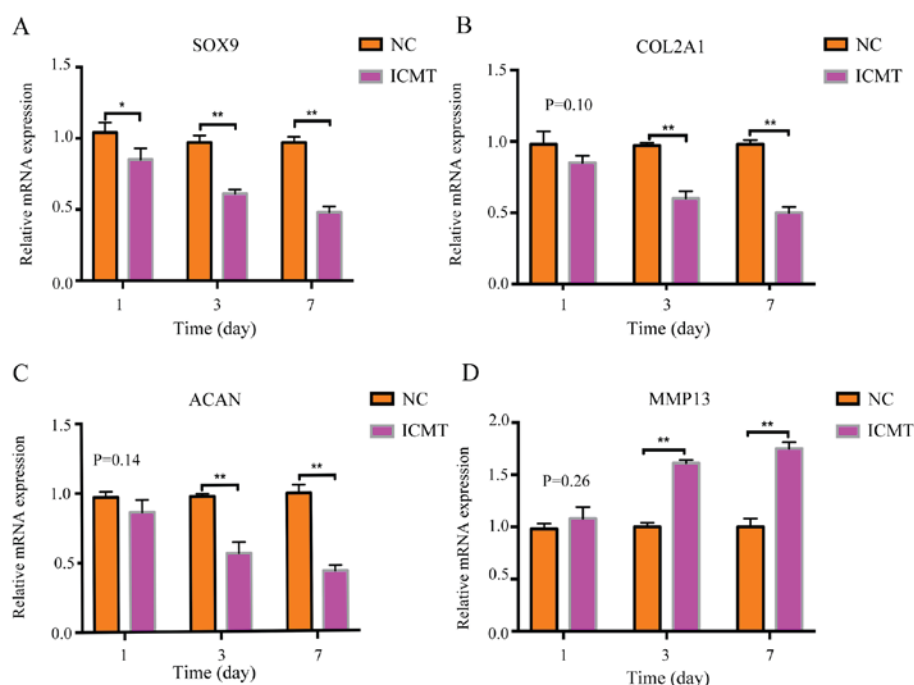 A
SOX9
NC
ICMT
Relative mRNA expression
1.5
1.0
0.5
0.0
*
**
**
1
3
7
Time (day)
B
COL2A1
NC
ICMT
Relative mRNA expression
1.5
1.0
0.5
0.0
P=0.10
**
**
1
3
7
Time (day)
C
ACAN
NC
ICMT
Relative mRNA expression
1.5
1.0
0.5
0.0
P=0.14
**
**
1
3
7
Time (day)
D
MMP13
NC
ICMT
Relative mRNA expression
2.0
1.5
1.0
0.5
0.0
P=0.26
**
**
1
3
7
Time (day)